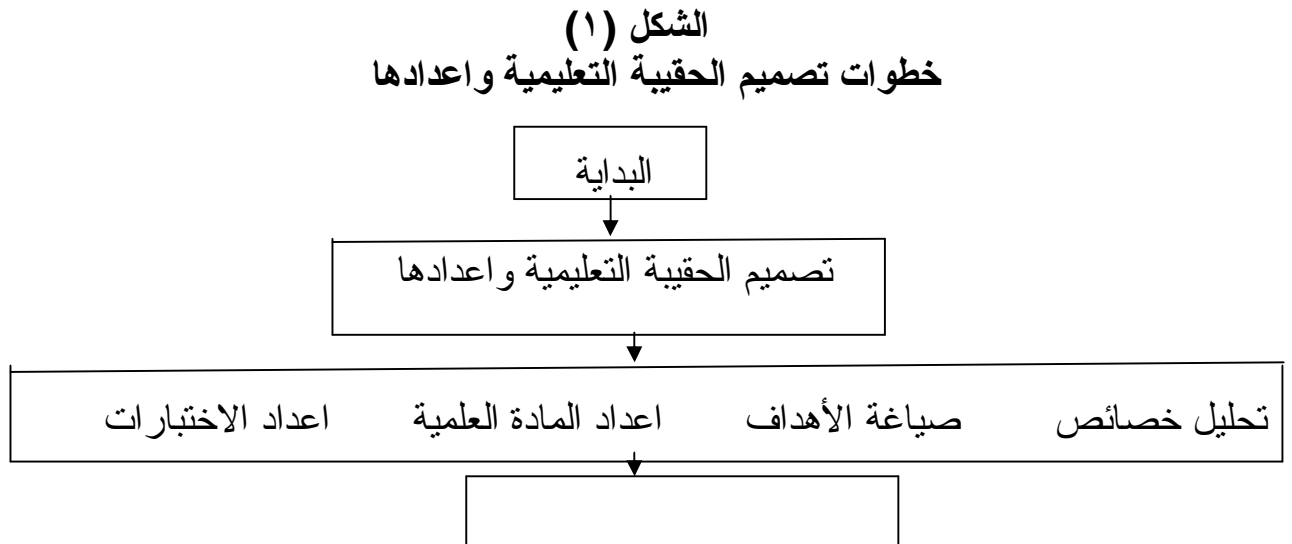 الشكل (١)
خطوات تصميم الحقيبة التعليمية واعدادها
البداية
تصميم الحقيبة التعليمية واعدادها
تحليل خصائص صياغة الأهداف اعداد المادة العلمية اعداد الاختبارات